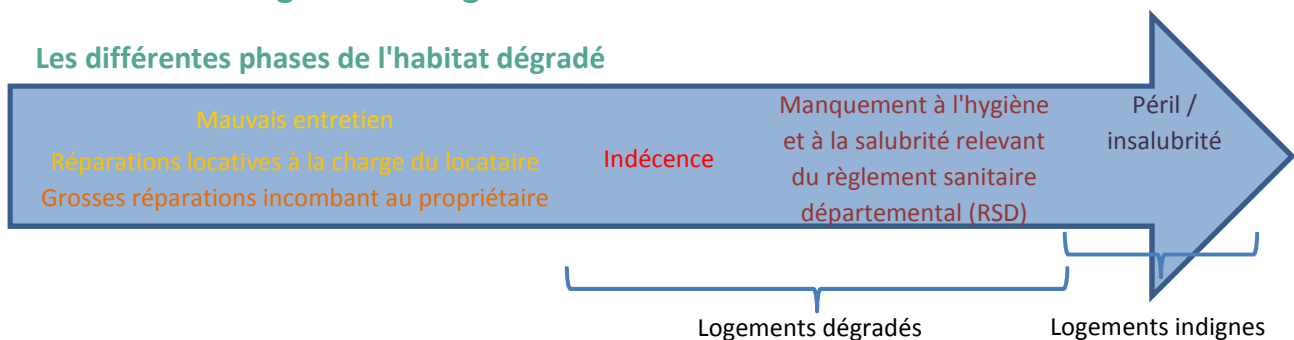 Les différentes phases de l'habitat dégradé
Mauvais entretien
Réparations locatives à la charge du locataire
Grosses réparations incombant au propriétaire
Indécence
Manquement à l'hygiène
et à la salubrité relevant
du règlement sanitaire
départemental (RSD)
Péril /
insalubrité
Logements dégradés
Logements indignes